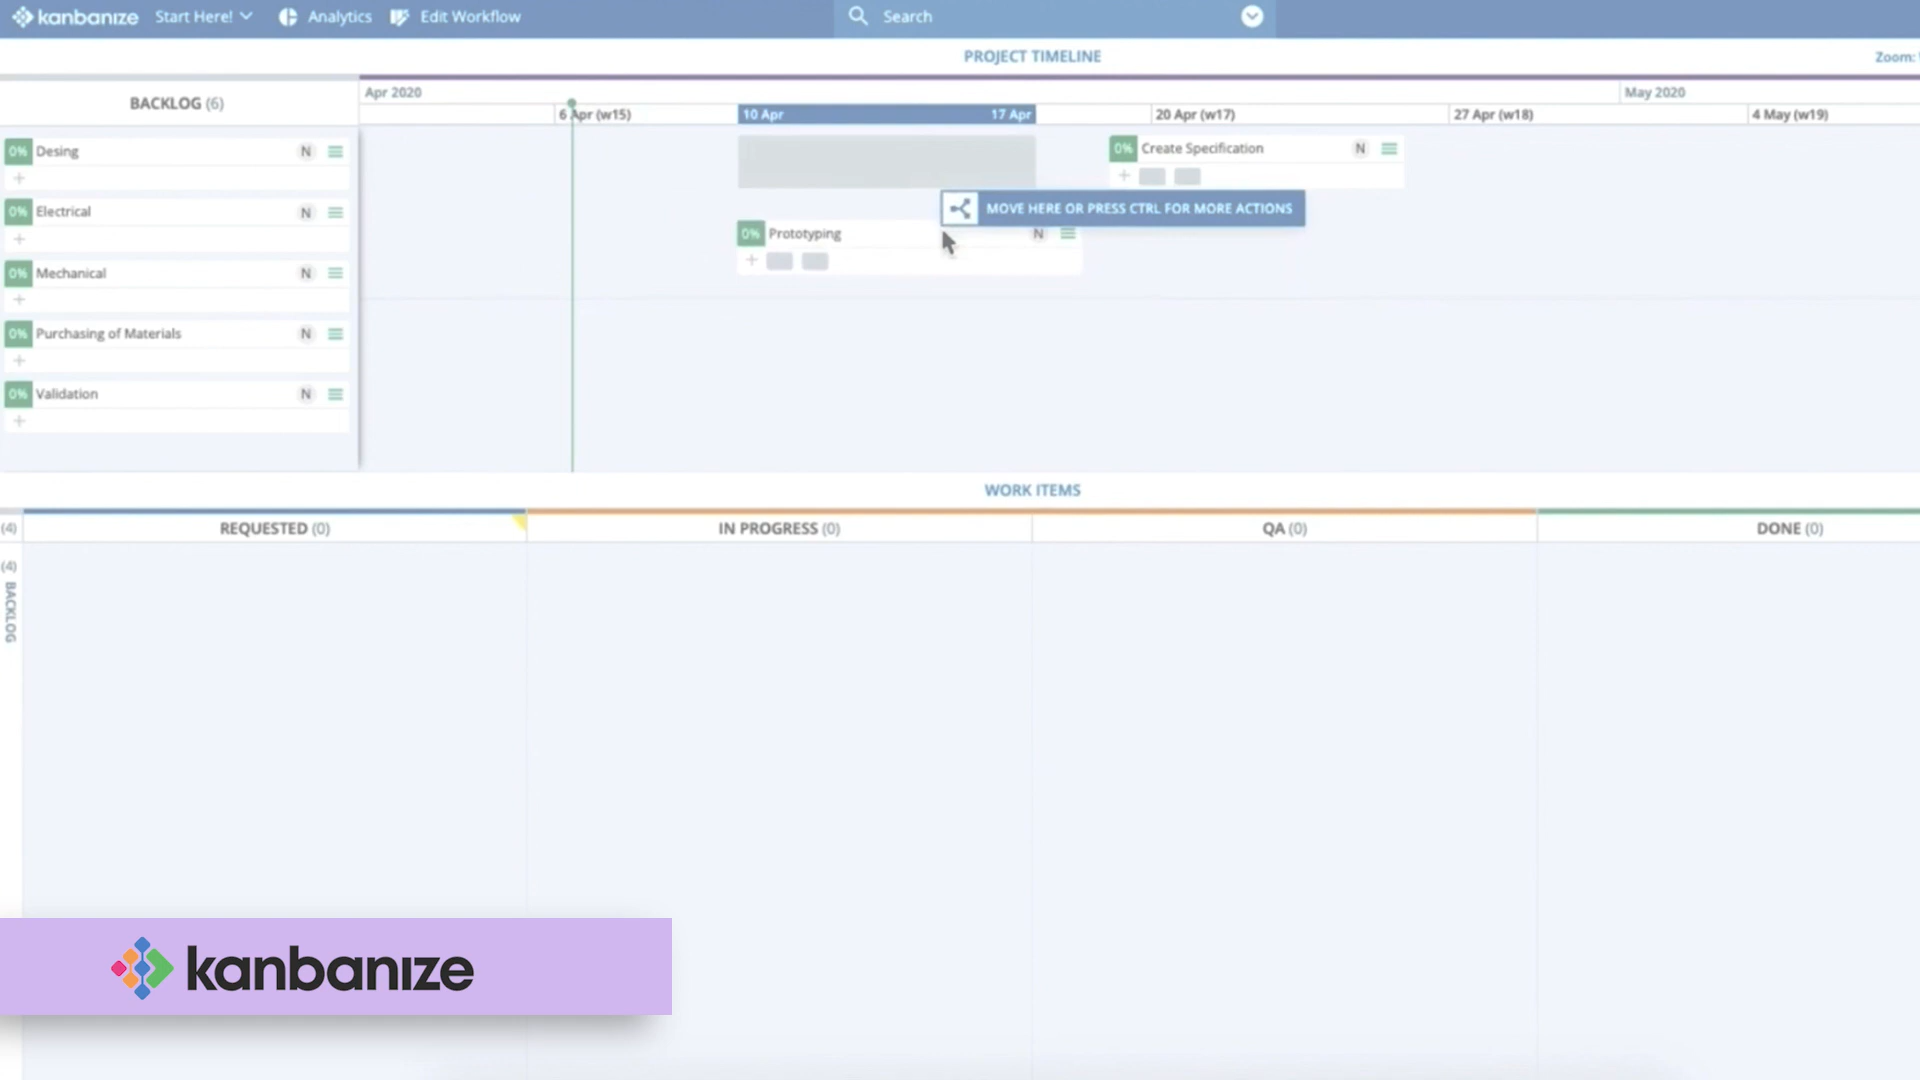 kanbanize Start Here! Analytics Edit Workflow Search
PROJECT TIMELINE
Zoom:
BACKLOG (6)
Apr 2020 May 2020
6 Apr (w15) 10 Apr 17 Apr 20 Apr (w17) 27 Apr (w18) 4 May (w19)
0% Desing N
0% Create Specification N
MOVE HERE OR PRESS CTRL FOR MORE ACTIONS
0% Electrical N
0% Prototyping N
0% Mechanical N
0% Purchasing of Materials N
0% Validation N
WORK ITEMS
(4) REQUESTED (0) IN PROGRESS (0) QA (0) DONE (0)
(4)
BACKLOG
kanbanize